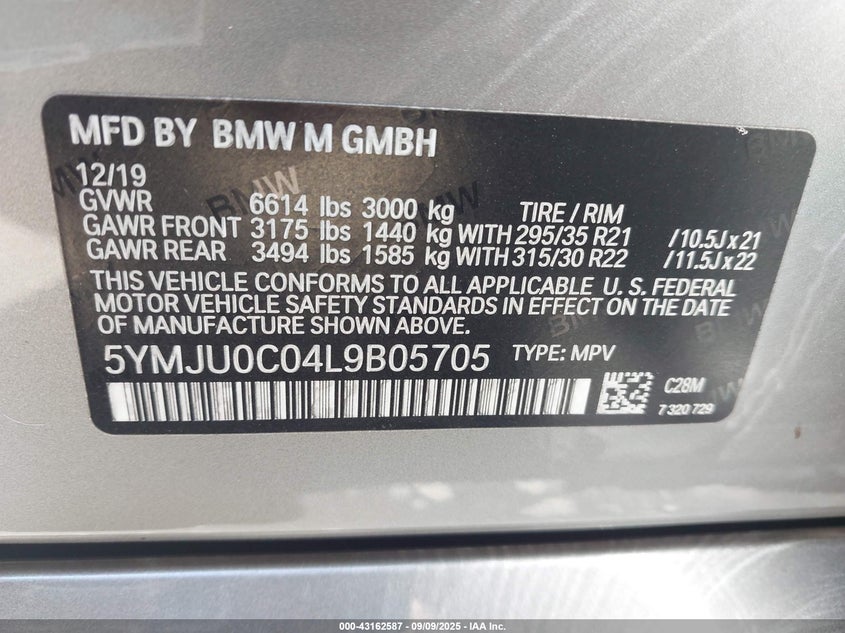 MFD BY BMW M GMBH
12/19
GVWR 6614 lbs 3000 kg TIRE / RIM
GAWR FRONT 3175 lbs 1440 kg WITH 295/35 R21 /10.5J x 21
GAWR REAR 3494 lbs 1585 kg WITH 315/30 R22 /11.5J x 22
THIS VEHICLE CONFORMS TO ALL APPLICABLE U. S. FEDERAL
MOTOR VEHICLE SAFETY STANDARDS IN EFFECT ON THE DATE
OF MANUFACTURE SHOWN ABOVE.
5YMJU0C04L9B05705 TYPE: MPV
C28M
7 320 729
BMW
BMW
000-43162587 - 09/09/2025 - IAA Inc.